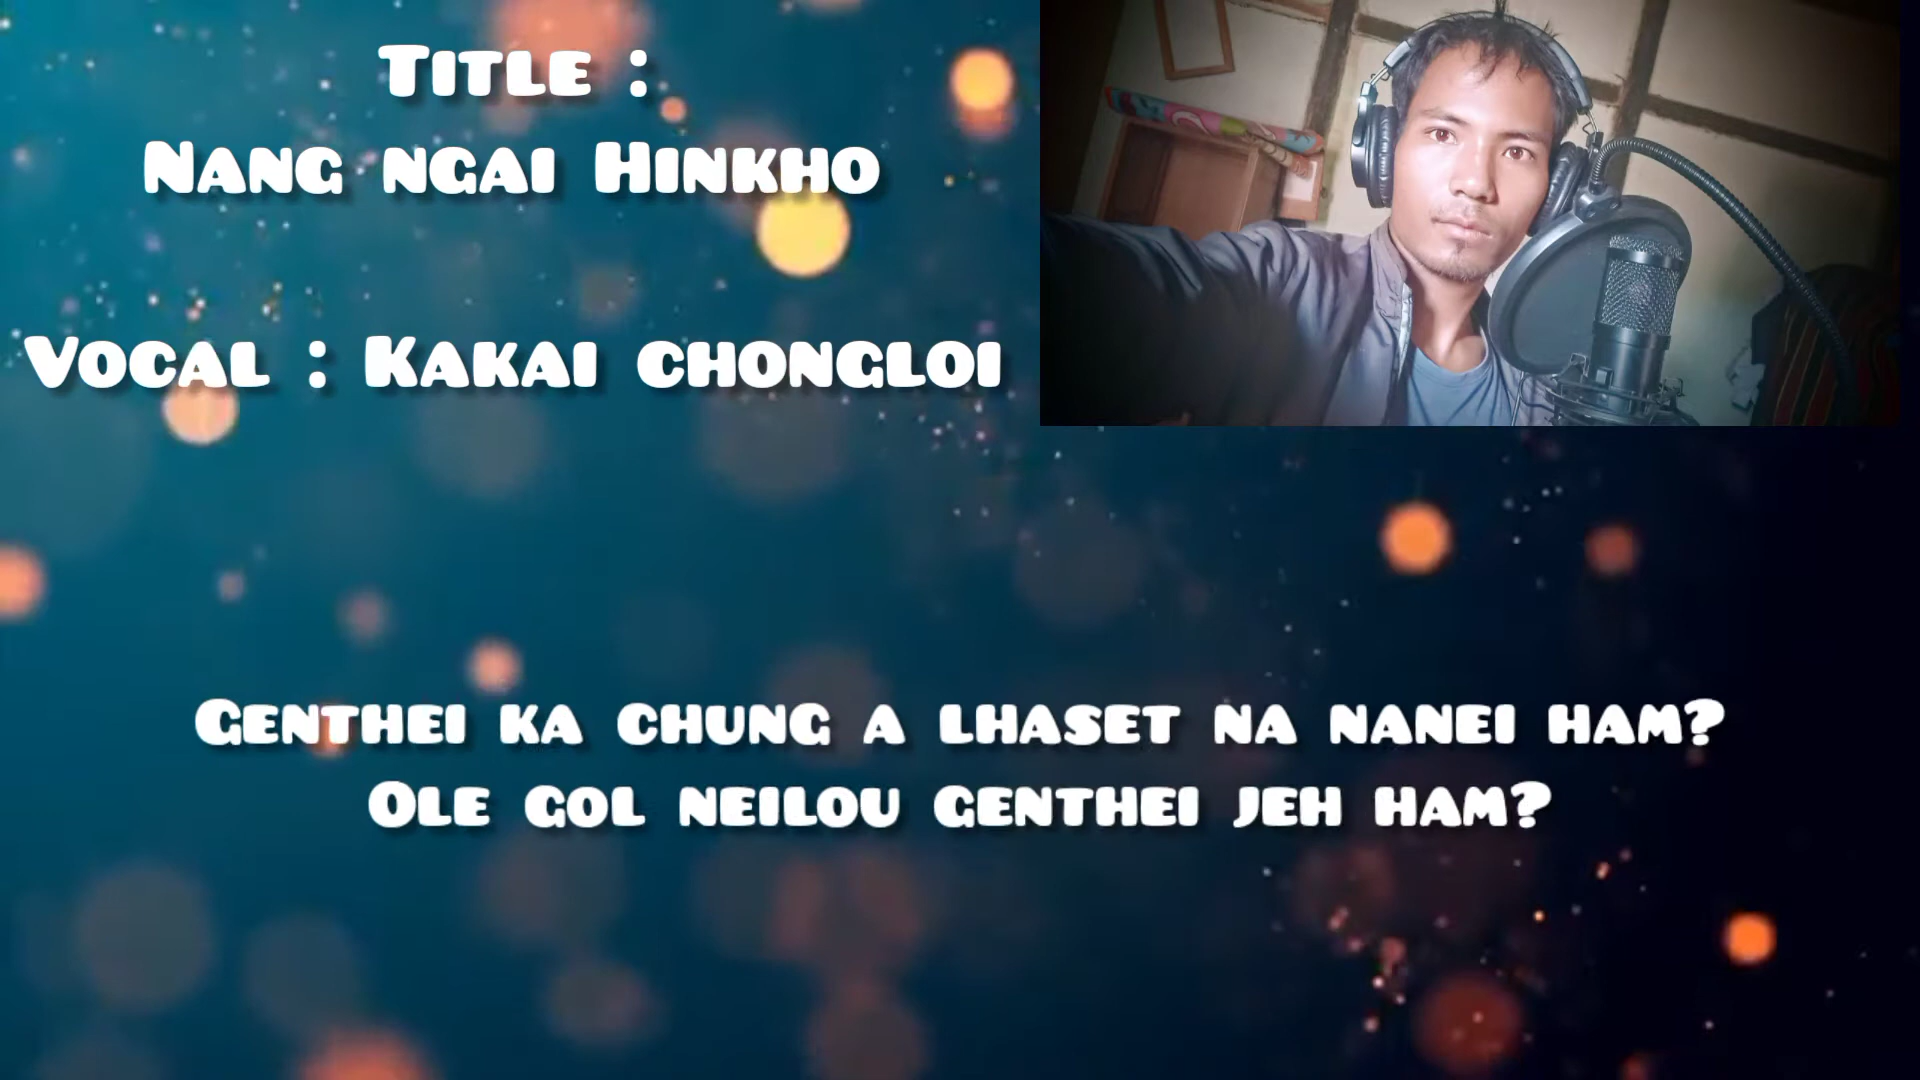 Title :
Nang ngai Hinkho
Vocal : Kakai chongloi
Genthei ka chung a lhaset na nanei ham?
Ole gol neilou genthei jeh ham?